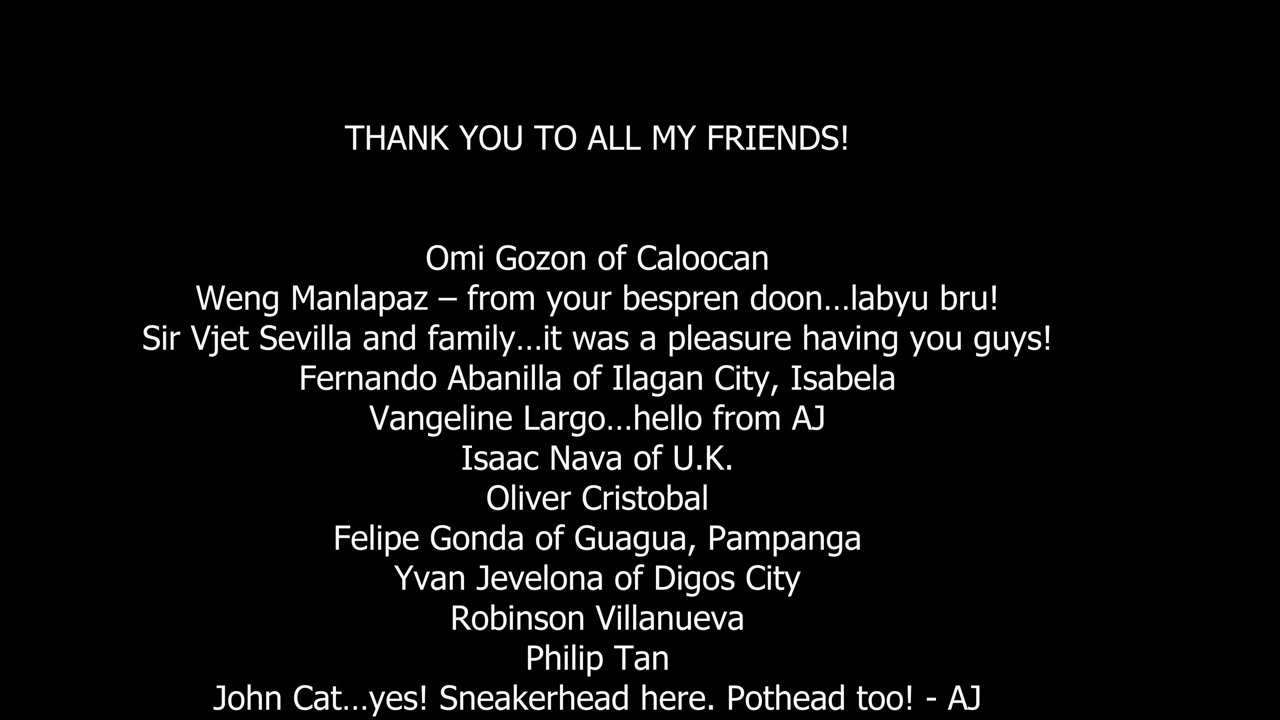 THANK YOU TO ALL MY FRIENDS!
Omi Gozon of Caloocan
Weng Manlapaz – from your bespren doon...labyu bru!
Sir Vjet Sevilla and family...it was a pleasure having you guys!
Fernando Abanilla of Ilagan City, Isabela
Vangeline Largo...hello from AJ
Isaac Nava of U.K.
Oliver Cristobal
Felipe Gonda of Guagua, Pampanga
Yvan Jevelona of Digos City
Robinson Villanueva
Philip Tan
John Cat...yes! Sneakerhead here. Pothead too! - AJ